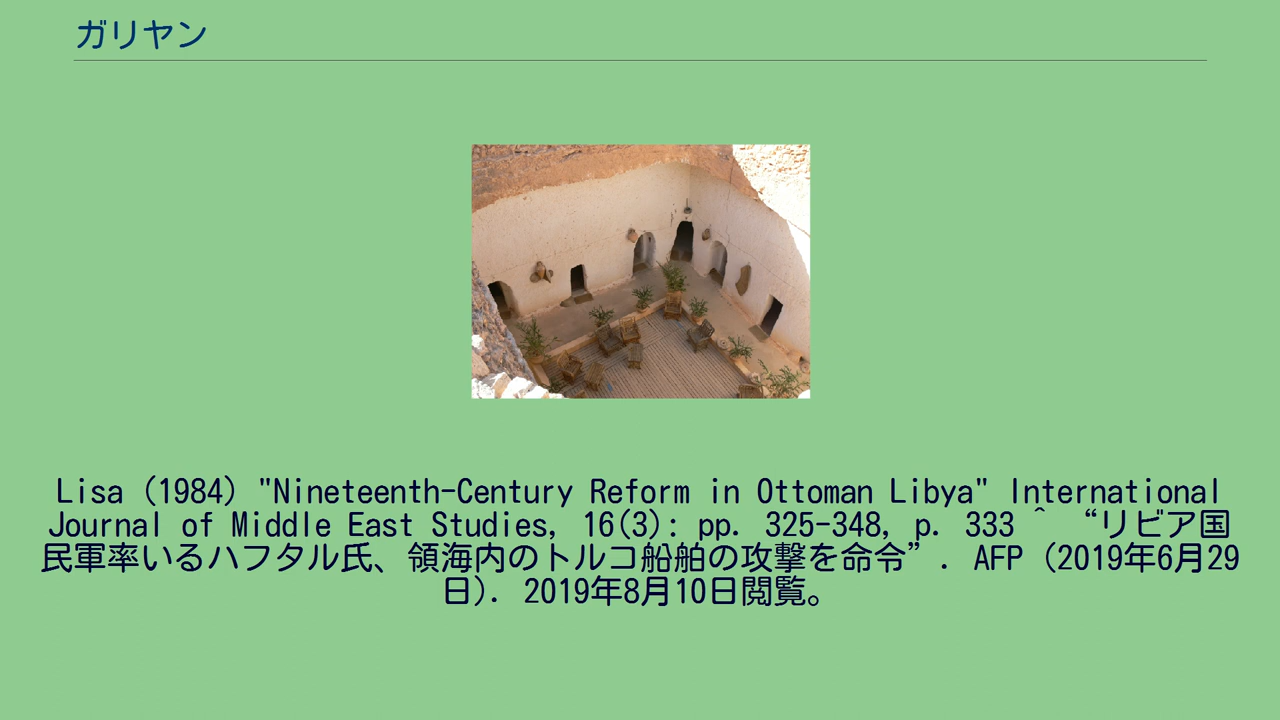 ガリヤン
Lisa (1984) "Nineteenth-Century Reform in Ottoman Libya" International
Journal of Middle East Studies, 16(3): pp. 325-348, p. 333 ^ “リビア国
民軍率いるハフタル氏、領海内のトルコ船舶の攻撃を命令”. AFP (2019年6月29
日). 2019年8月10日閲覧。